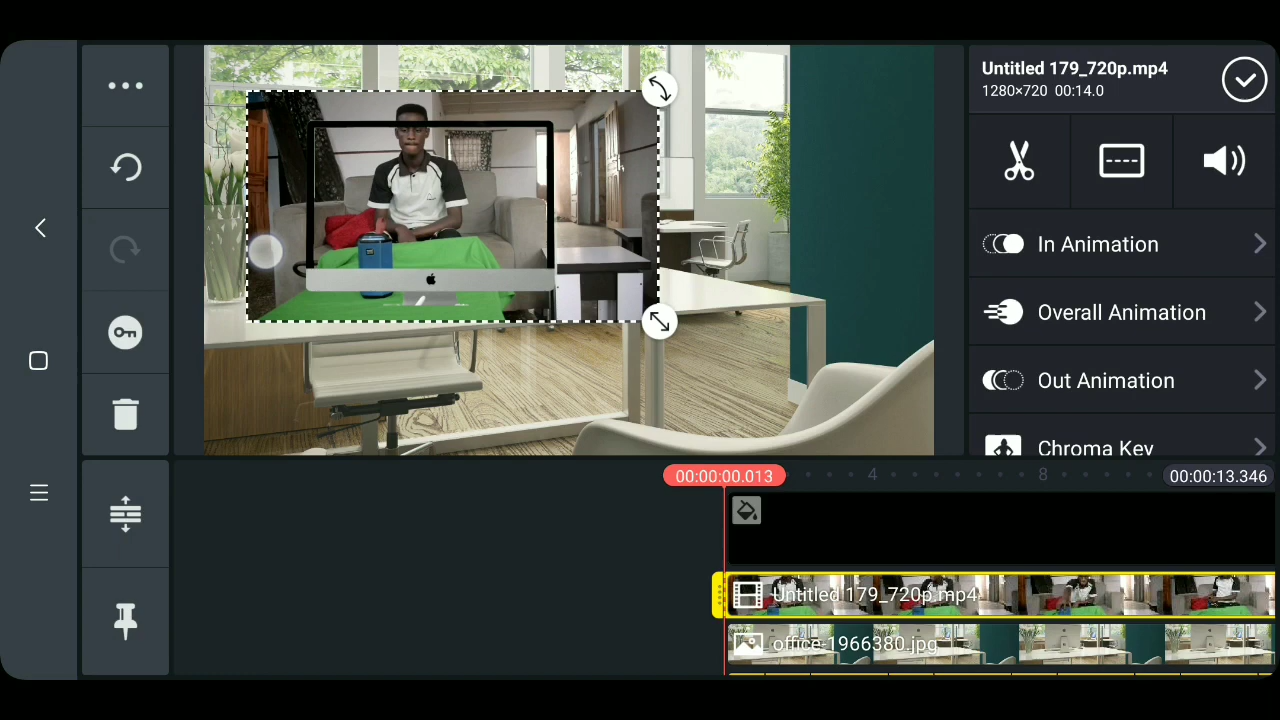 Untitled 179_720p.mp4
1280×720 00:14.0
In Animation
Overall Animation
Out Animation
Chroma Key
00:00:00.013
4
8
00:00:13.346
Untitled 179_720p.mp4
office-1966380.jpg